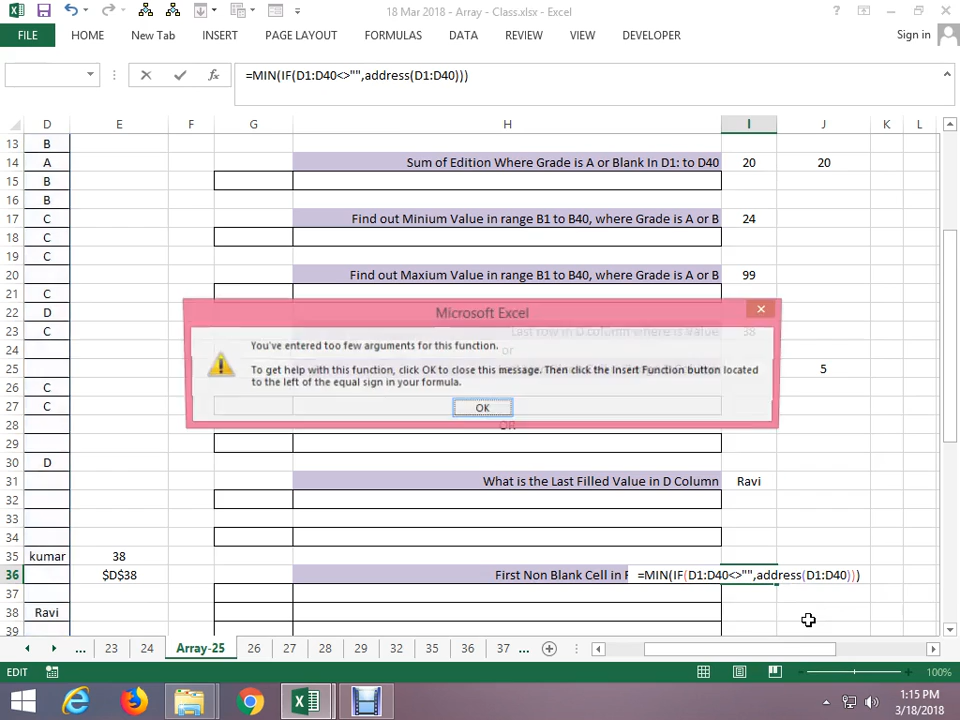 18 Mar 2018 - Array - Class.xlsx - Excel
FILE HOME New Tab INSERT PAGE LAYOUT FORMULAS DATA REVIEW VIEW DEVELOPER Sign in
=MIN(IF(D1:D40<>"",address(D1:D40)))
D E F G H I J K L
13 B
14 A Sum of Edition Where Grade is A or Blank In D1: to D40 20 20
15 B
16 B
17 C Find out Minium Value in range B1 to B40, where Grade is A or B 24
18 C
19 C
20 Find out Maxium Value in range B1 to B40, where Grade is A or B 99
21 C
22 D
Microsoft Excel
23 C Last row in D column where is Value 38
You've entered too few arguments for this function.
24 or
25 5
To get help with this function, click OK to close this message. Then click the Insert Function button located
to the left of the equal sign in your formula.
26 C
27 C
OK
28 OR
29
30 D
31 What is the Last Filled Value in D Column Ravi
32
33
34
35 kumar 38
36 $D$38 First Non Blank Cell in =MIN(IF(D1:D40<>"",address(D1:D40)))
37
38 Ravi
39
... 23 24 Array-25 26 27 28 29 32 35 36 37 ...
EDIT 100%
1:15 PM
3/18/2018